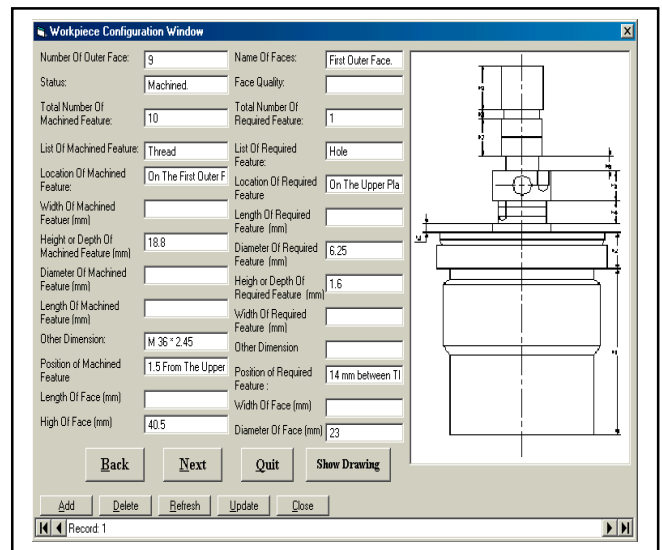 Workpiece Configuration Window
Number Of Outer Face: 9 Name Of Faces: First Outer Face.
Status: Machined. Face Quality:
Total Number Of Machined Feature: 10 Total Number Of Required Feature: 1
List Of Machined Feature: Thread List Of Required Feature: Hole
Location Of Machined Feature: On The First Outer F Location Of Required Feature On The Upper Pla
Width Of Machined Featuer (mm) Length Of Required Feature (mm)
Height or Depth Of Machined Feature (mm) 18.8 Diameter Of Required Feature (mm) 6.25
Diameter Of Machined Feature (mm) Heigh or Depth Of Required Feature (mm) 1.6
Length Of Machined Feature (mm) Width Of Required Feature (mm)
Other Dimension: M 36 * 2.45 Other Dimension
Position of Machined Feature 1.5 From The Upper Position of Required Feature : 14 mm between Tl
Length Of Face (mm) Width Of Face (mm)
High Of Face (mm) 40.5 Diameter Of Face (mm) 23
Back Next Quit Show Drawing
Add Delete Refresh Update Close
Record: 1